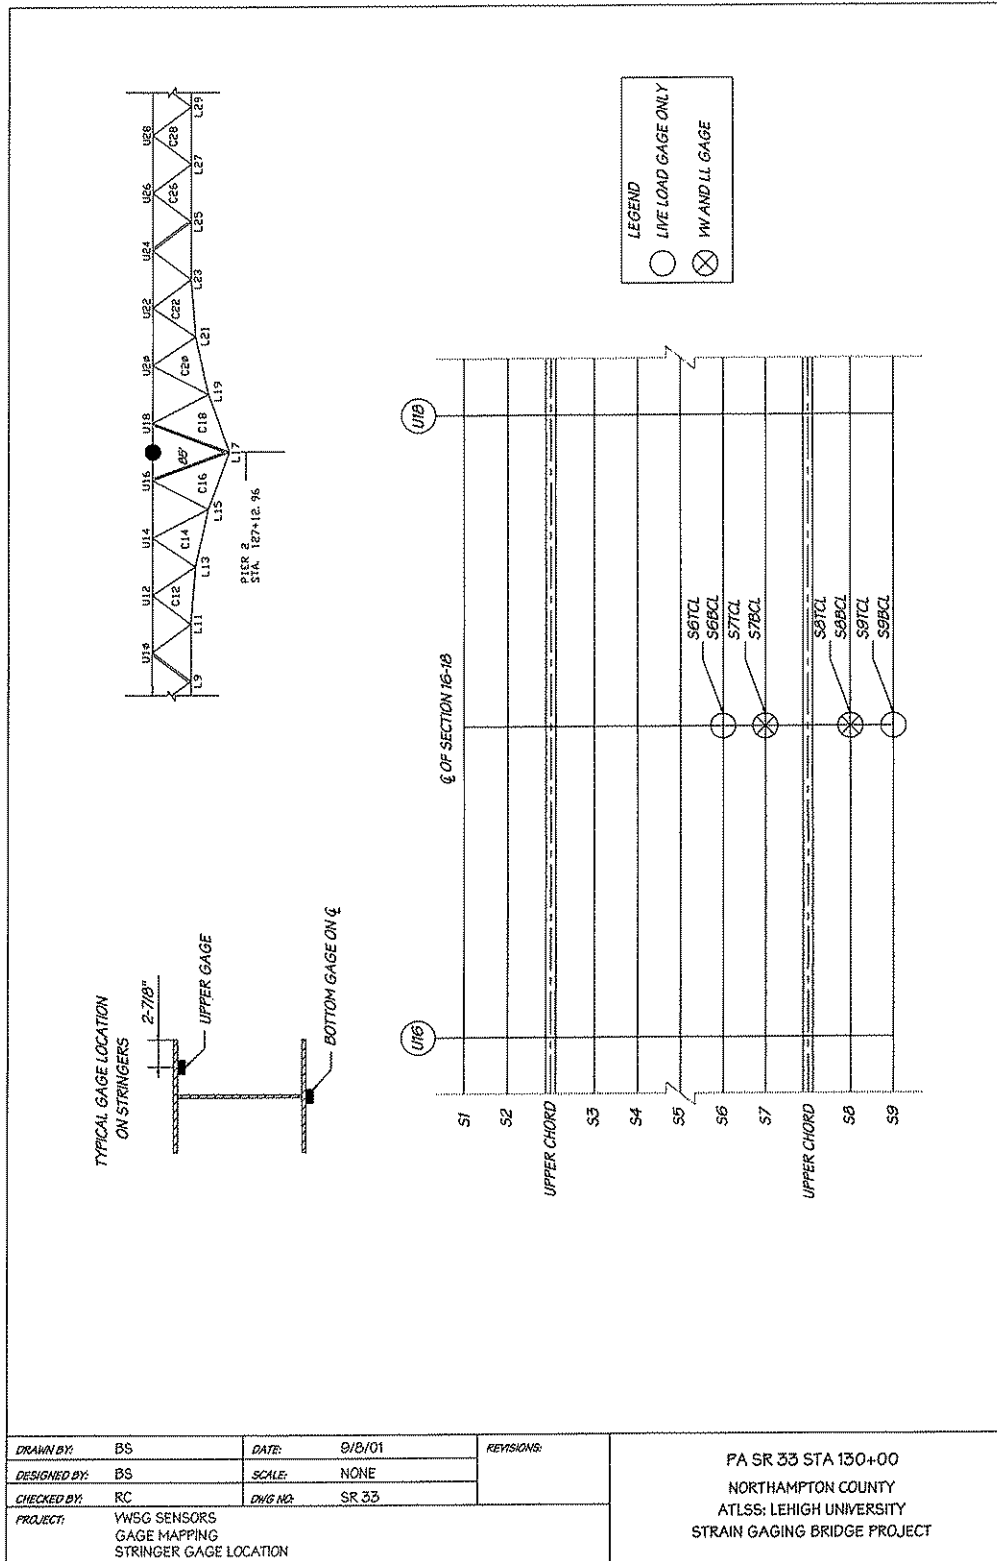 U10
U12
U14
U16
U18
U20
U22
U24
U26
U28
C12
C14
C16
85'
C18
C20
C22
C26
C28
L9
L11
L13
L15
L17
L19
L21
L23
L25
L27
L29
PIER 2
STA. 127+12.96
TYPICAL GAGE LOCATION
ON STRINGERS
2-7/8"
UPPER GAGE
BOTTOM GAGE ON ℄
LEGEND
LIVE LOAD GAGE ONLY
VW AND LL GAGE
U16
U18
℄ OF SECTION 16-18
S1
S2
UPPER CHORD
S3
S4
S5
S6
S7
UPPER CHORD
S8
S9
S6TCL
S6BCL
S7TCL
S7BCL
S8TCL
S8BCL
S9TCL
S9BCL
DRAWN BY: BS
DATE: 9/8/01
REVISIONS:
DESIGNED BY: BS
SCALE: NONE
CHECKED BY: RC
DWG NO: SR 33
PROJECT: VWSG SENSORS
GAGE MAPPING
STRINGER GAGE LOCATION
PA SR 33 STA 130+00
NORTHAMPTON COUNTY
ATLSS: LEHIGH UNIVERSITY
STRAIN GAGING BRIDGE PROJECT